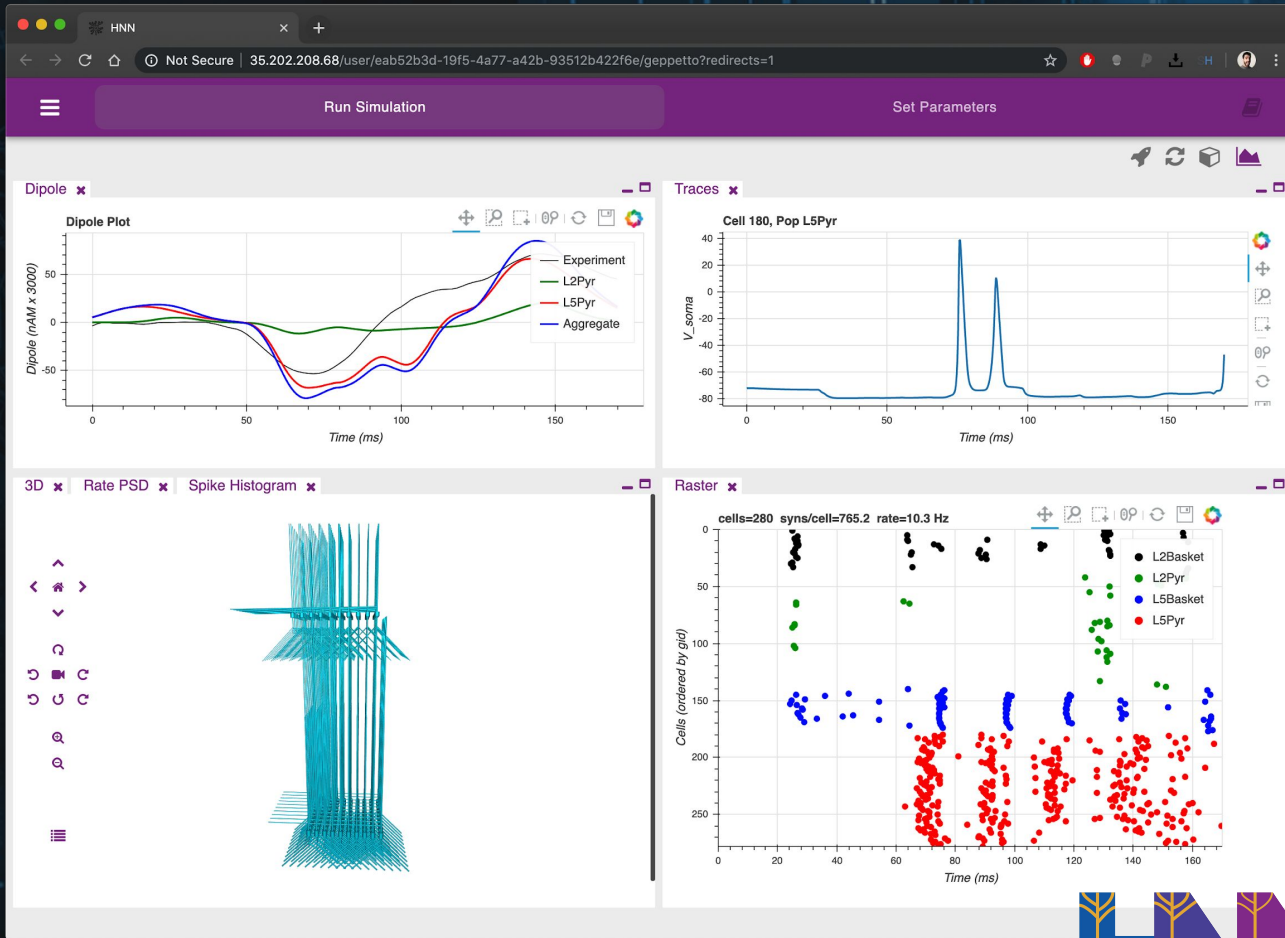 HNN
Not Secure | 35.202.208.68/user/eab52b3d-19f5-4a77-a42b-93512b422f6e/geppetto?redirects=1
Run Simulation
Set Parameters
Dipole
Dipole Plot
Dipole (nAM x 3000)
50
0
-50
Experiment
L2Pyr
L5Pyr
Aggregate
0 50 100 150
Time (ms)
Traces
Cell 180, Pop L5Pyr
V_soma
40
20
0
-20
-40
-60
-80
0 50 100 150
Time (ms)
3D Rate PSD Spike Histogram
Raster
cells=280 syns/cell=765.2 rate=10.3 Hz
Cells (ordered by gid)
0
50
100
150
200
250
L2Basket
L2Pyr
L5Basket
L5Pyr
0 20 40 60 80 100 120 140 160
Time (ms)